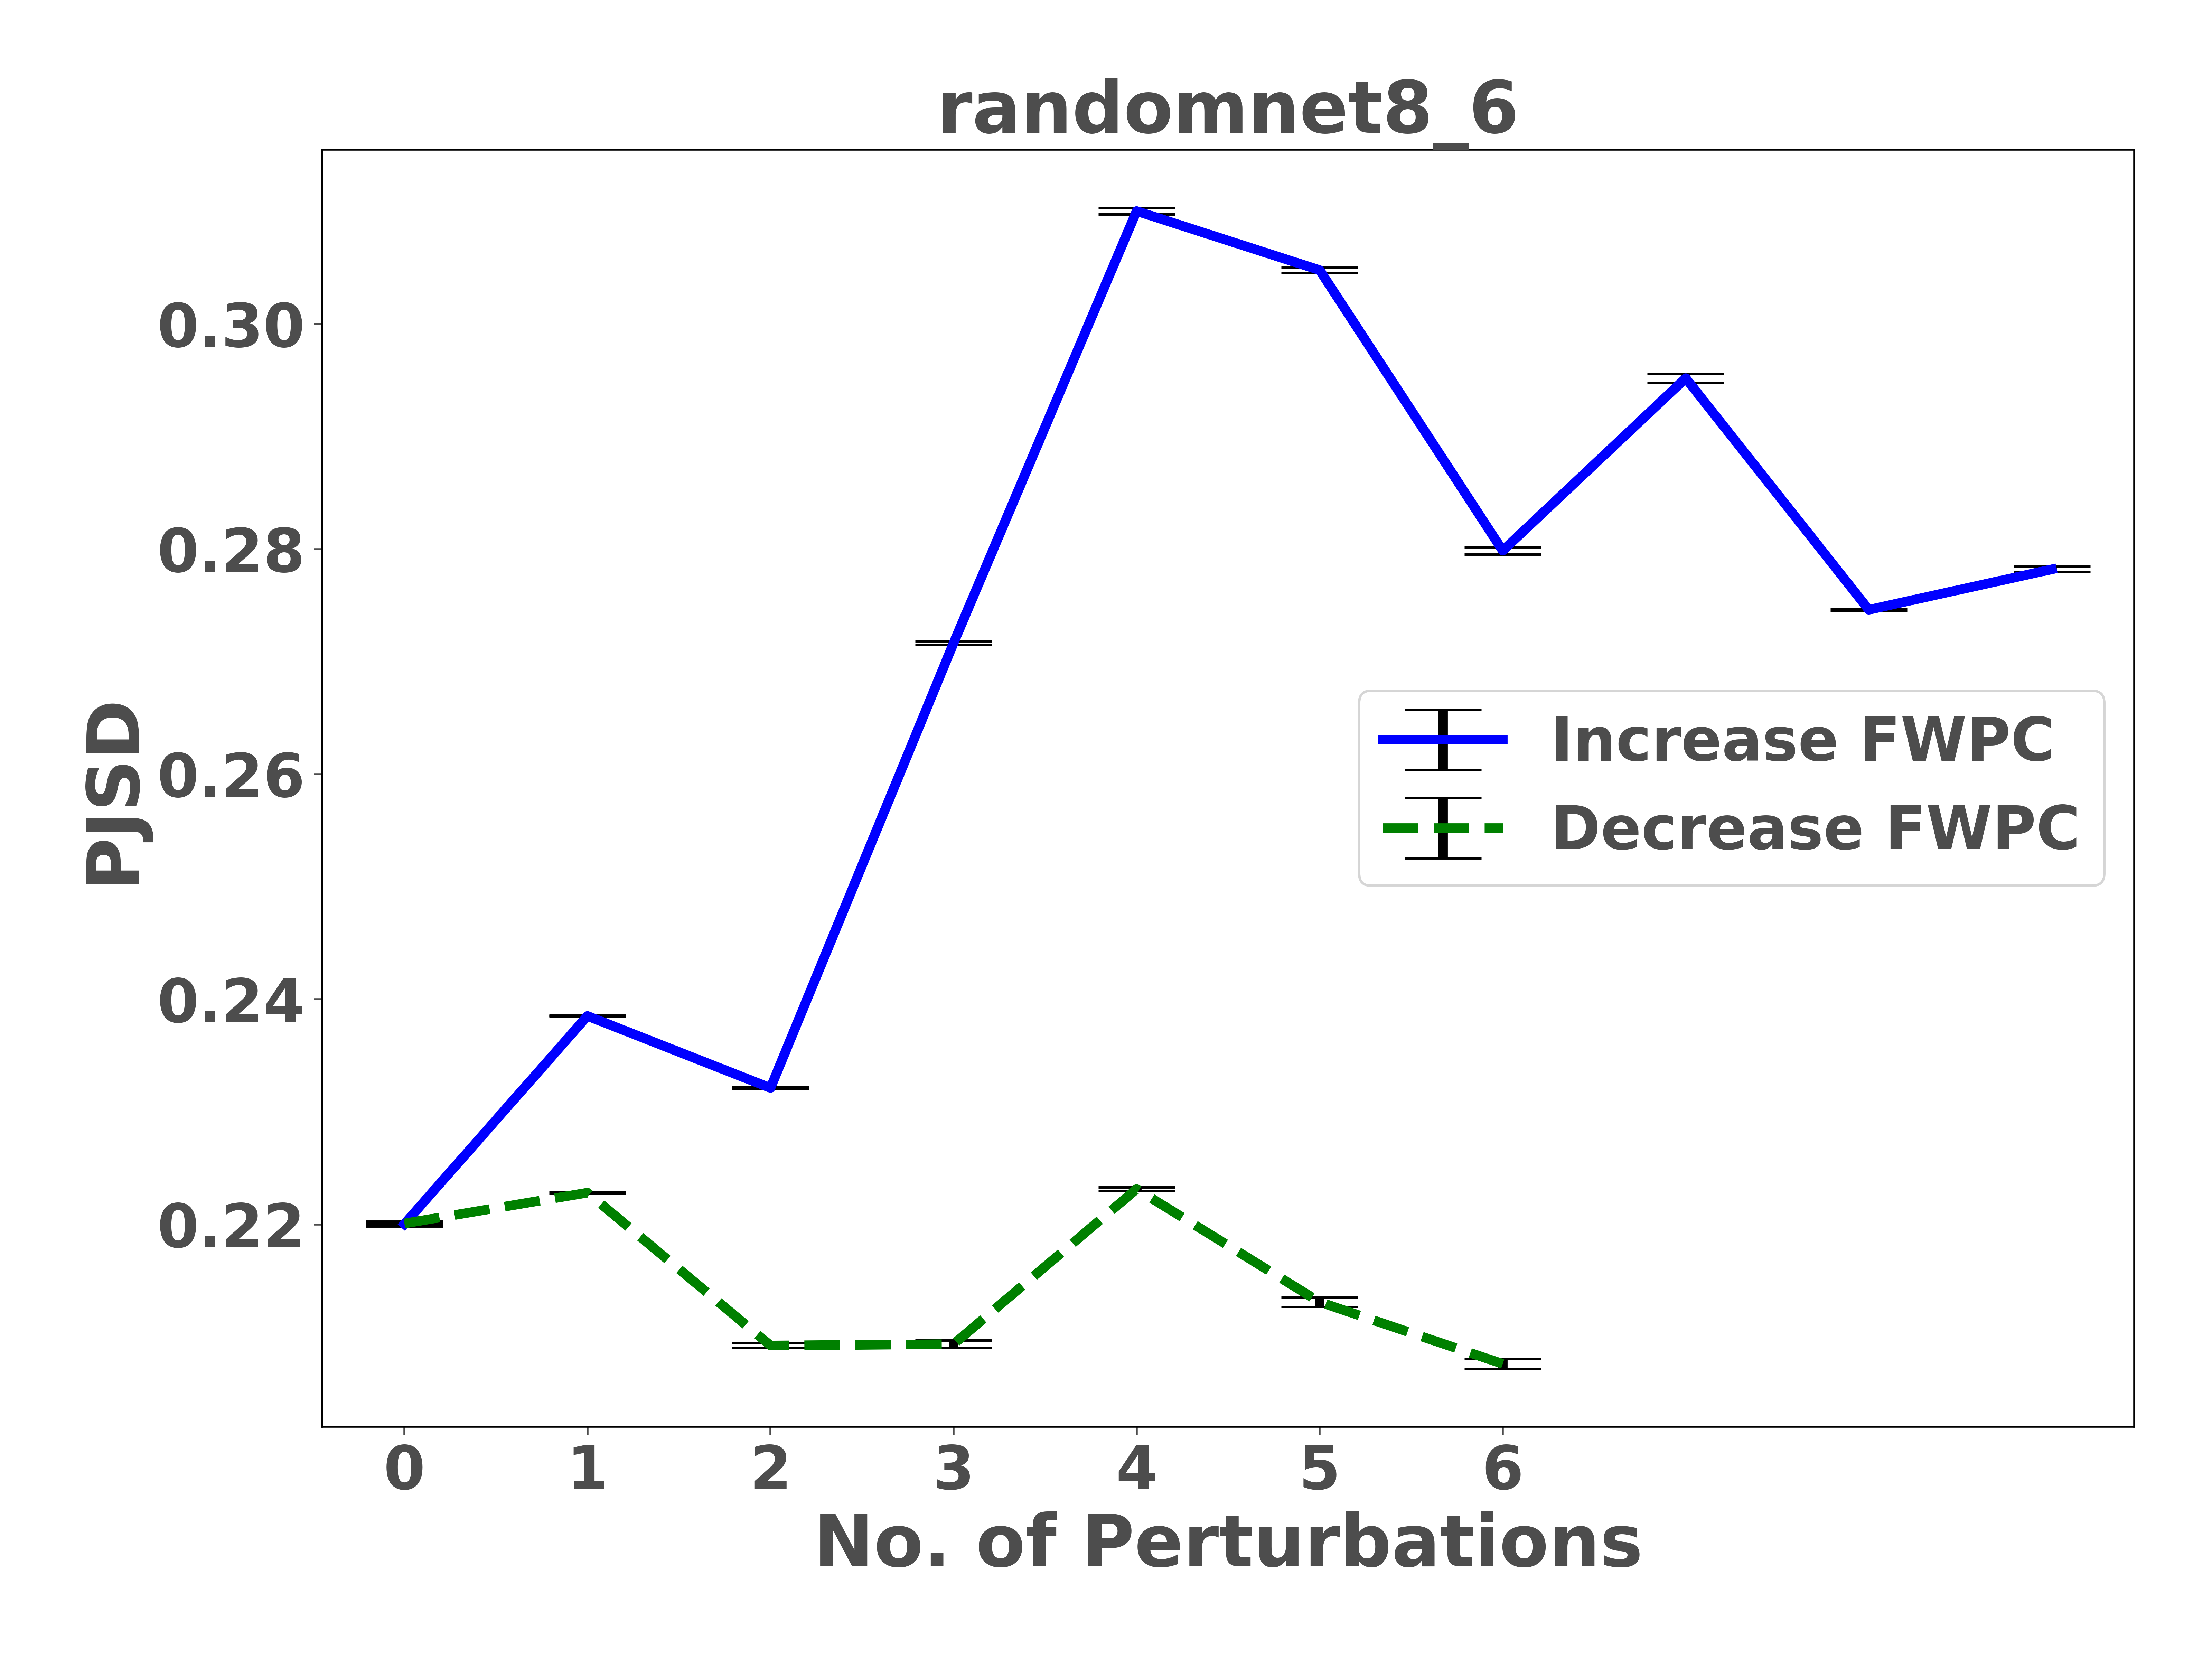 randomnet8_6
PJSD
0.30
0.28
0.26
0.24
0.22
Increase FWPC
Decrease FWPC
0 1 2 3 4 5 6
No. of Perturbations